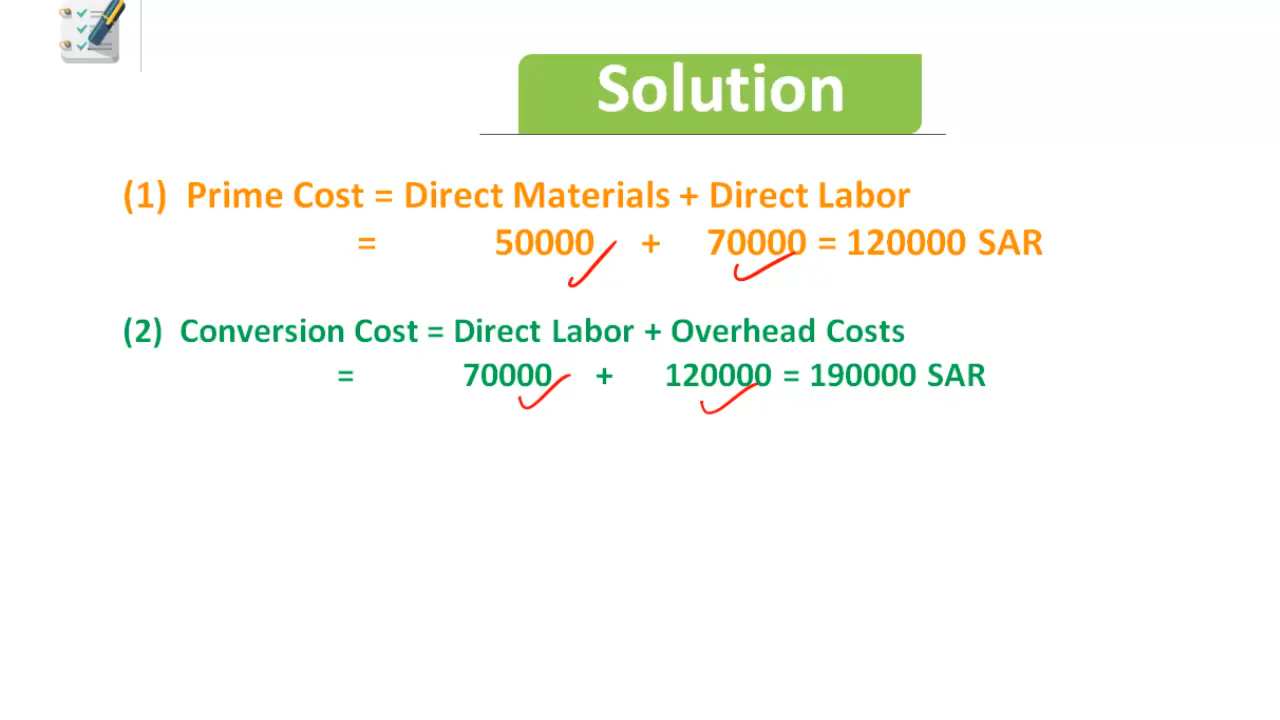 Solution
(1) Prime Cost = Direct Materials + Direct Labor
= 50000 + 70000 = 120000 SAR
(2) Conversion Cost = Direct Labor + Overhead Costs
= 70000 + 120000 = 190000 SAR